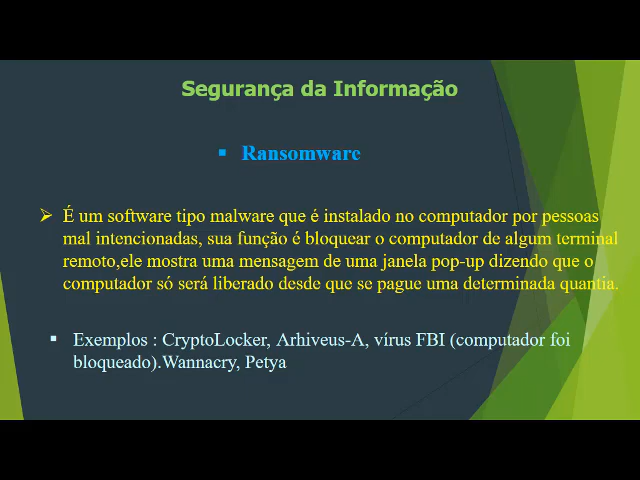 Segurança da Informação
▪ Ransomware
➢ É um software tipo malware que é instalado no computador por pessoas
mal intencionadas, sua função é bloquear o computador de algum terminal
remoto,ele mostra uma mensagem de uma janela pop-up dizendo que o
computador só será liberado desde que se pague uma determinada quantia.
▪ Exemplos : CryptoLocker, Arhiveus-A, vírus FBI (computador foi
bloqueado).Wannacry, Petya